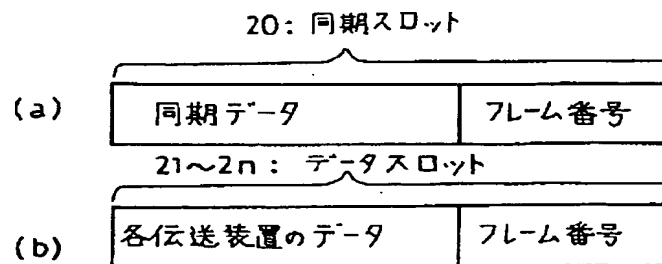 20：同期スロット
(a) 同期データ フレーム番号
21〜2n：データスロット
(b) 各伝送装置のデータ フレーム番号